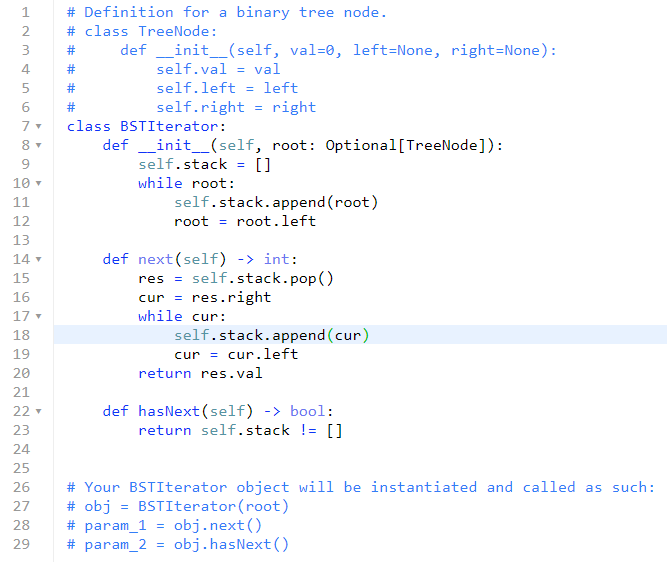 1 # Definition for a binary tree node.
2 # class TreeNode:
3 #     def __init__(self, val=0, left=None, right=None):
4 #         self.val = val
5 #         self.left = left
6 #         self.right = right
7 class BSTIterator:
8     def __init__(self, root: Optional[TreeNode]):
9         self.stack = []
10         while root:
11             self.stack.append(root)
12             root = root.left
13
14     def next(self) -> int:
15         res = self.stack.pop()
16         cur = res.right
17         while cur:
18             self.stack.append(cur)
19             cur = cur.left
20         return res.val
21
22     def hasNext(self) -> bool:
23         return self.stack != []
24
25
26 # Your BSTIterator object will be instantiated and called as such:
27 # obj = BSTIterator(root)
28 # param_1 = obj.next()
29 # param_2 = obj.hasNext()